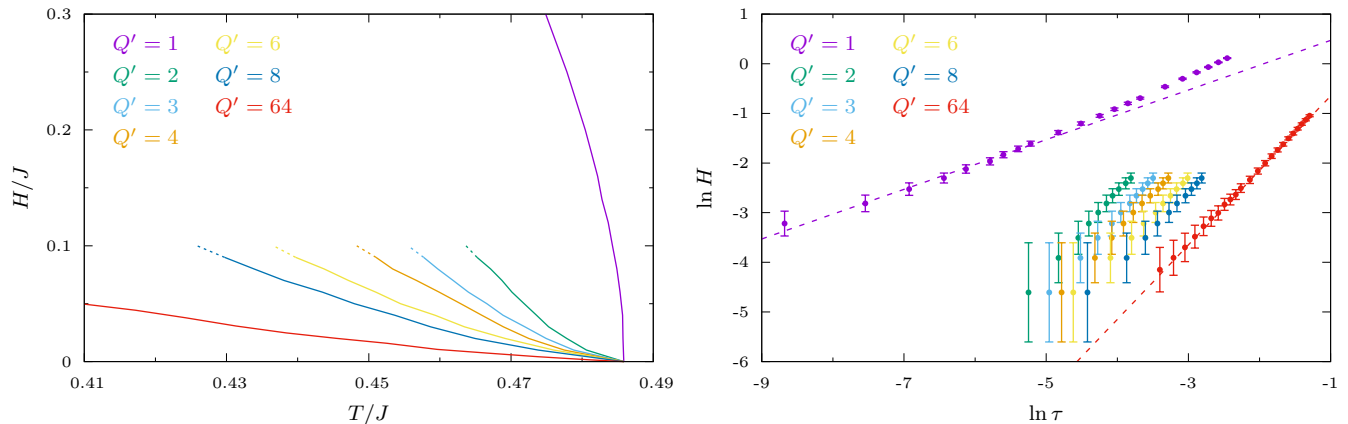 0.3
0.2
0.1
0
H/J
0.41
0.43
0.45
0.47
0.49
T/J
Q′ = 1 Q′ = 6
Q′ = 2 Q′ = 8
Q′ = 3 Q′ = 64
Q′ = 4
1
0
-1
-2
-3
-4
-5
-6
ln H
-9
-7
-5
-3
-1
ln τ
Q′ = 1 Q′ = 6
Q′ = 2 Q′ = 8
Q′ = 3 Q′ = 64
Q′ = 4